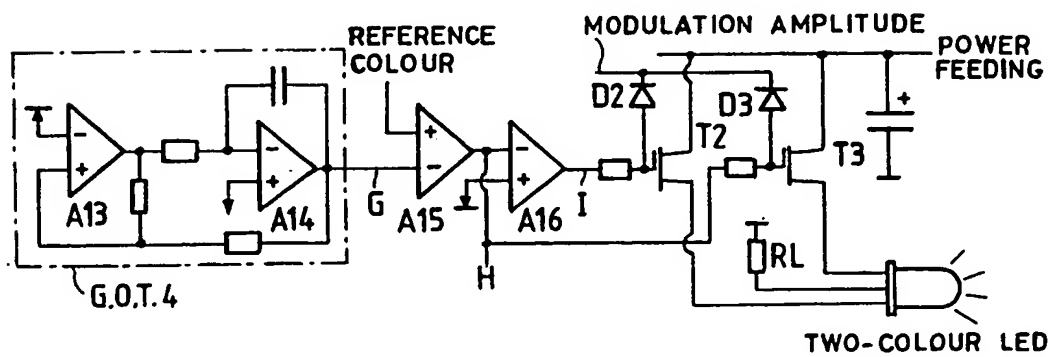 MODULATION AMPLITUDE
REFERENCE
COLOUR
POWER
FEEDING
D2
D3
T2
T3
A13
A14
G
A15
A16
I
H
RL
G.O.T. 4
TWO-COLOUR LED